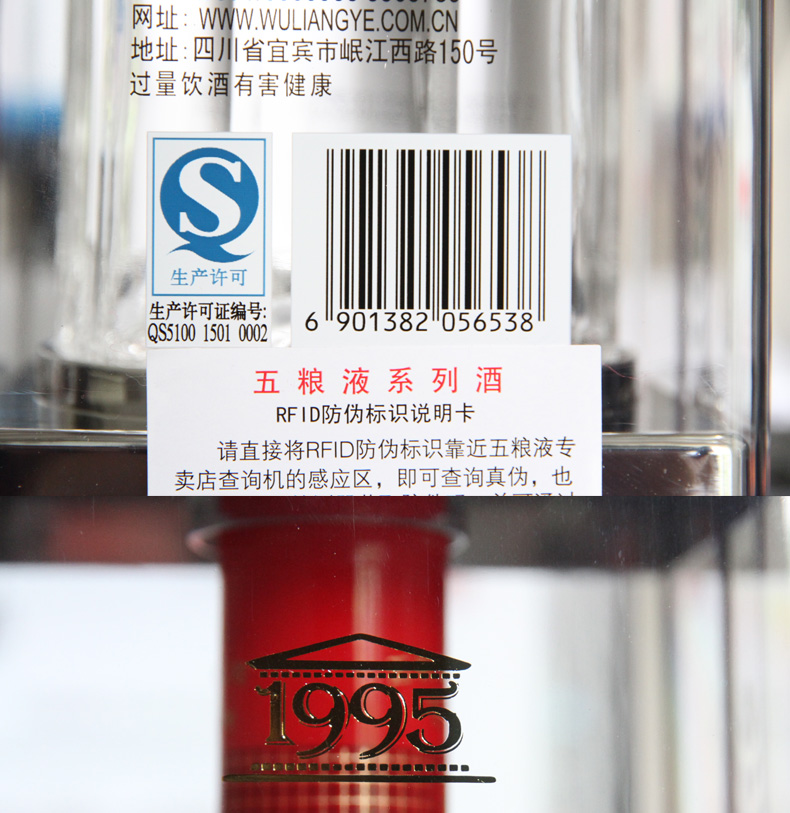 网址: WWW.WULIANGYE.COM.CN
地址:四川省宜宾市岷江西路150号
过量饮酒有害健康
生产许可
生产许可证编号:
QS5100 1501 0002
6 901382 056538
五粮液系列酒
RFID防伪标识说明卡
请直接将RFID防伪标识靠近五粮液专
卖店查询机的感应区，即可查询真伪，也
1995